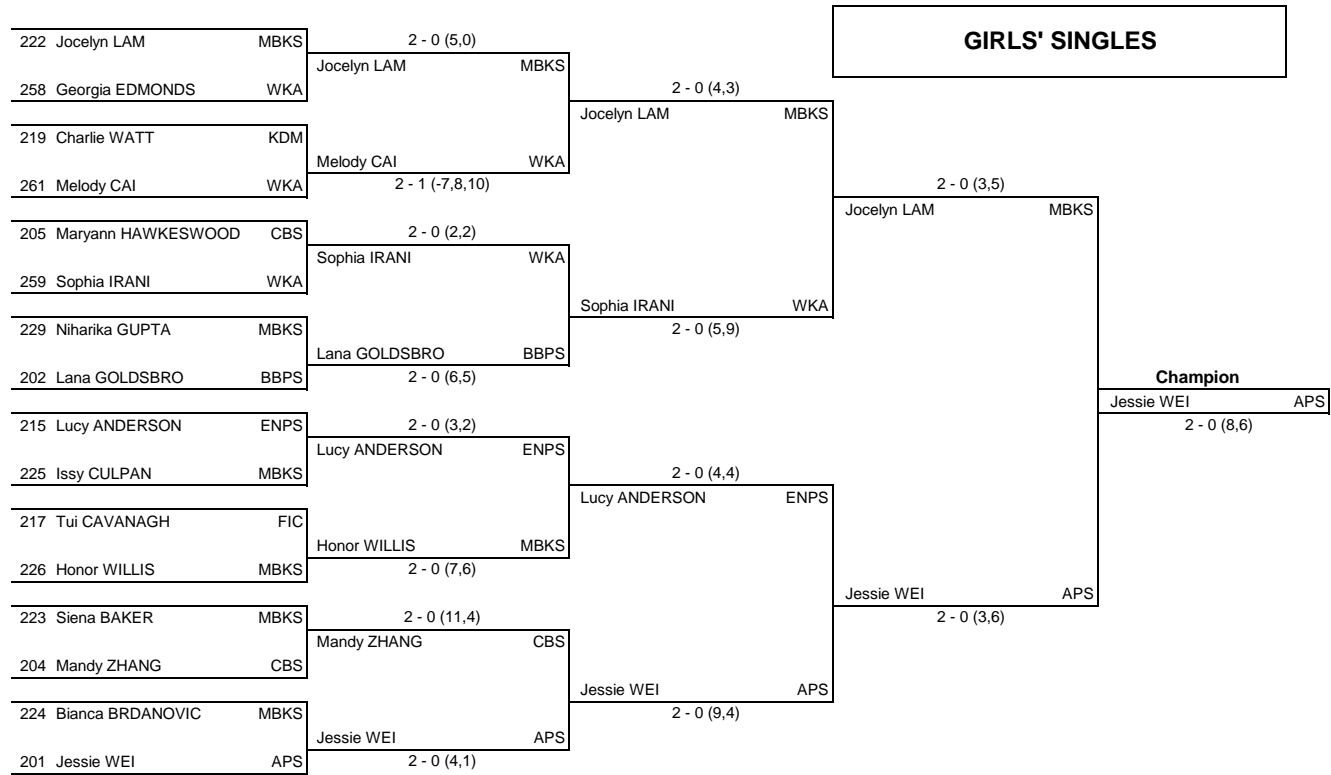 GIRLS' SINGLES
222 Jocelyn LAM MBKS 2 - 0 (5,0)
Jocelyn LAM MBKS
258 Georgia EDMONDS WKA 2 - 0 (4,3)
Jocelyn LAM MBKS
219 Charlie WATT KDM
Melody CAI WKA
261 Melody CAI WKA 2 - 1 (-7,8,10) 2 - 0 (3,5)
Jocelyn LAM MBKS
205 Maryann HAWKESWOOD CBS 2 - 0 (2,2)
Sophia IRANI WKA
259 Sophia IRANI WKA
Sophia IRANI WKA
229 Niharika GUPTA MBKS 2 - 0 (5,9)
Lana GOLDSBRO BBPS
202 Lana GOLDSBRO BBPS 2 - 0 (6,5) Champion
Jessie WEI APS
215 Lucy ANDERSON ENPS 2 - 0 (3,2) 2 - 0 (8,6)
Lucy ANDERSON ENPS
225 Issy CULPAN MBKS 2 - 0 (4,4)
Lucy ANDERSON ENPS
217 Tui CAVANAGH FIC
Honor WILLIS MBKS
226 Honor WILLIS MBKS 2 - 0 (7,6)
Jessie WEI APS
223 Siena BAKER MBKS 2 - 0 (11,4) 2 - 0 (3,6)
Mandy ZHANG CBS
204 Mandy ZHANG CBS
Jessie WEI APS
224 Bianca BRDANOVIC MBKS 2 - 0 (9,4)
Jessie WEI APS
201 Jessie WEI APS 2 - 0 (4,1)